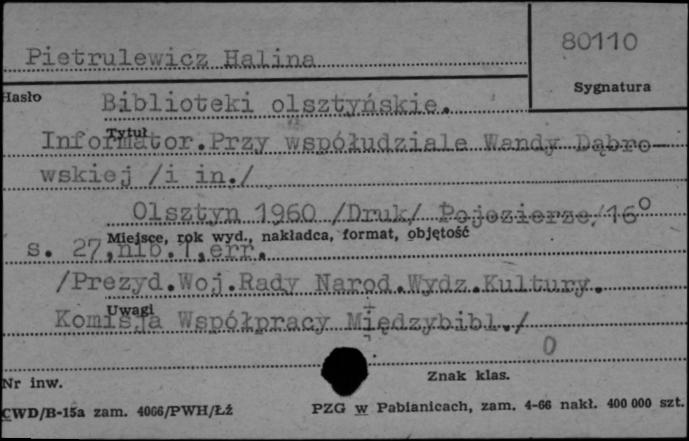 Pietrulewicz Halina
80110
Sygnatura
Hasło
Biblioteki olsztyńskie.
Tytuł
Informator.Przy współudziale Wandy Dąbro-
wskiej /i in./
Olsztyn 1960 /Druk/ Pojezierze,16°
Miejsce, rok wyd., nakładca, format, objętość
s. 27,nlb.1,err.
/Prezyd.Woj.Rady Narod.Wydz.Kultury.
Uwagi
Komisja Współpracy Międzybibl./
0
Nr inw.
Znak klas.
CWD/B-15a zam. 4066/PWH/Łź
PZG w Pabianicach, zam. 4-66 nakł. 400 000 szt.